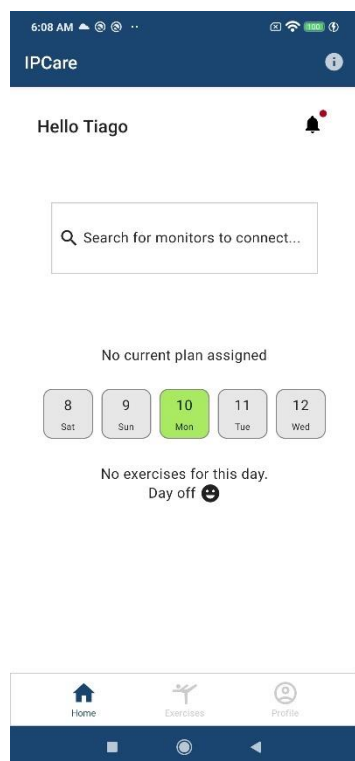 6:08 AM
100
IPCare
Hello Tiago
Search for monitors to connect...
No current plan assigned
8 9 10 11 12
Sat Sun Mon Tue Wed
No exercises for this day.
Day off
Home Exercises Profile